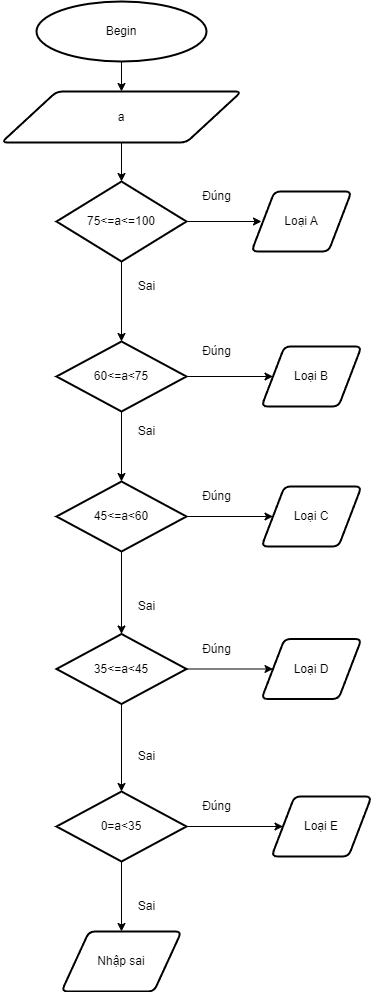 Begin
a
75<=a<=100
Đúng
Loại A
Sai
60<=a<75
Đúng
Loại B
Sai
45<=a<60
Đúng
Loại C
Sai
35<=a<45
Đúng
Loại D
Sai
0=a<35
Đúng
Loại E
Sai
Nhập sai